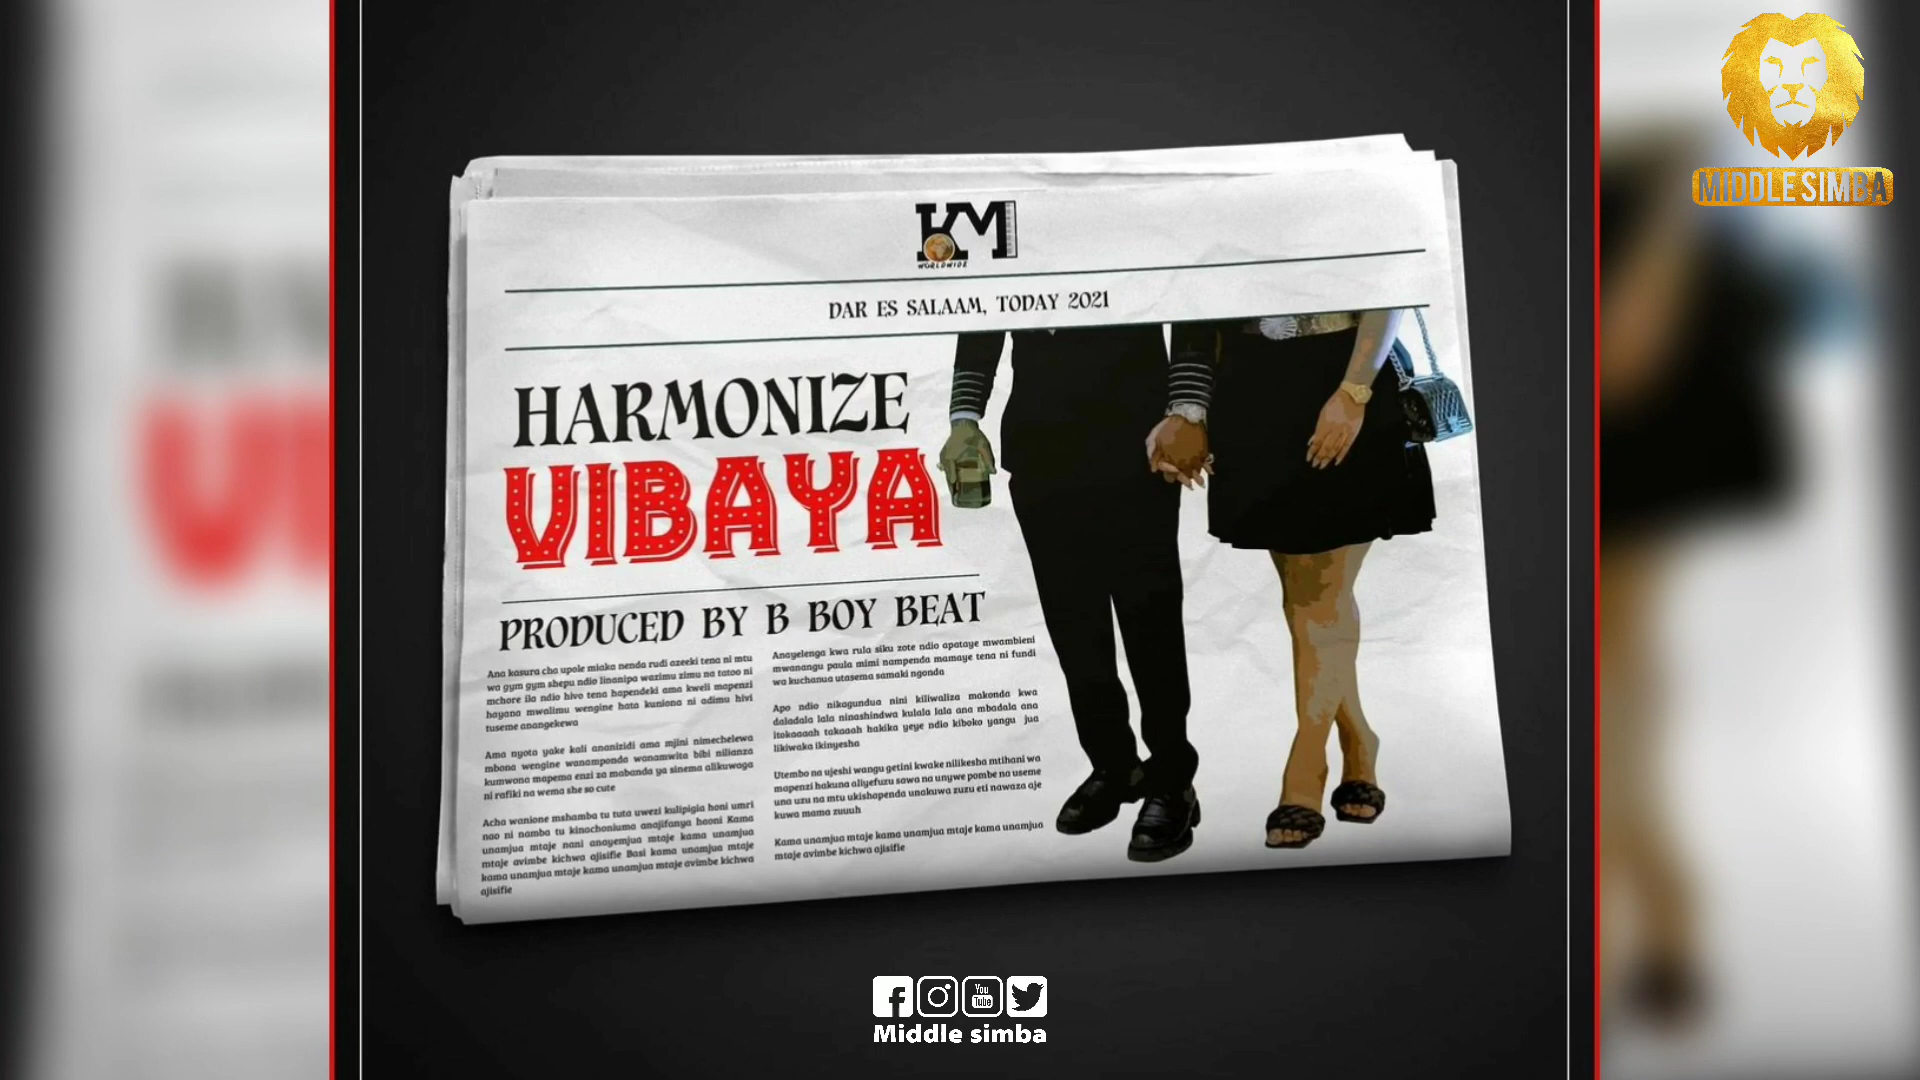 MIDDLE SIMBA
KM
WORLDWIDE
DAR ES SALAAM, TODAY 2021
HARMONIZE
VIBAYA
PRODUCED BY B BOY BEAT
Ana kasura cha upole miaka nenda rudi azeeki tena ni mtu
wa gym gym shepu ndio linanipa wazimu zimu na tatoo ni
mchore ila ndio hivo tena hapendeki ama kweli mapenzi
hayana mwalimu wengine hata kuniona ni adimu hivi
tuseme anangekewa
Ama nyota yake kali ananizidi ama mjini nimechelewa
mbona wengine wanamponda wanamwita bibi nilianza
kumwona mapema enzi za mabanda ya sinema alikuwaga
ni rafiki na wema she so cute
Acha wanione mshamba tu tuta uwezi kulipigia honi umri
nao ni namba tu kinachoniuma anajifanya haoni Kama
unamjua mtaje nani anayemjua mtaje kama unamjua
mtaje avimbe kichwa ajisifie Basi kama unamjua mtaje
kama unamjua mtaje kama unamjua mtaje avimbe kichwa
ajisifie
Anayelenga kwa rula siku zote ndio apataye mwambieni
mwanangu paula mimi nampenda mamaye tena ni fundi
wa kuchanua utasema samaki ngonda
Apo ndio nikagundua nini kiliwaliza makonda kwa
daladala lala ninashindwa kulala lala ana mbadala ana
itokaaaah takaaah hakika yeye ndio kiboko yangu jua
likiwaka ikinyesha
Utembo na ujeshi wangu getini kwake nilikesha mtihani wa
mapenzi hakuna aliyefuzu sawa na unywe pombe na useme
una uzu na mtu ukishapenda unakuwa zuzu eti nawaza aje
kuwa mama zuuuh
Kama unamjua mtaje kama unamjua mtaje kama unamjua
mtaje avimbe kichwa ajisifie
You
Tube
Middle simba